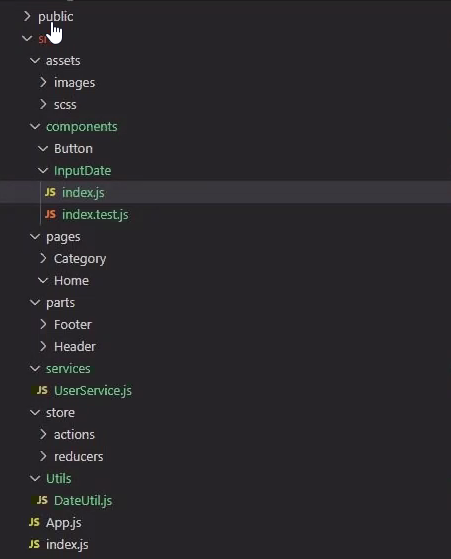 public
assets
images
scss
components
Button
InputDate
JS index.js
JS index.test.js
pages
Category
Home
parts
Footer
Header
services
JS UserService.js
store
actions
reducers
Utils
JS DateUtil.js
JS App.js
JS index.js